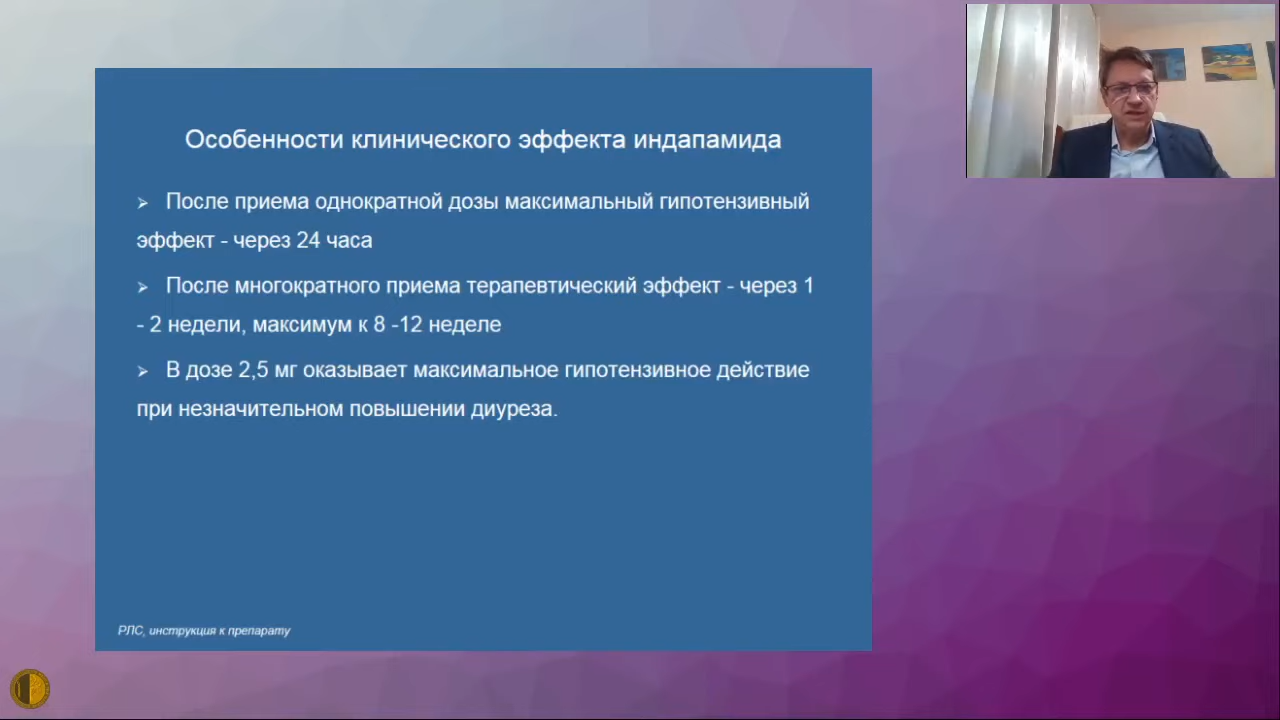 Особенности клинического эффекта индапамида
➢ После приема однократной дозы максимальный гипотензивный
эффект - через 24 часа
➢ После многократного приема терапевтический эффект - через 1
- 2 недели, максимум к 8 -12 неделе
➢ В дозе 2,5 мг оказывает максимальное гипотензивное действие
при незначительном повышении диуреза.
РЛС, инструкция к препарату